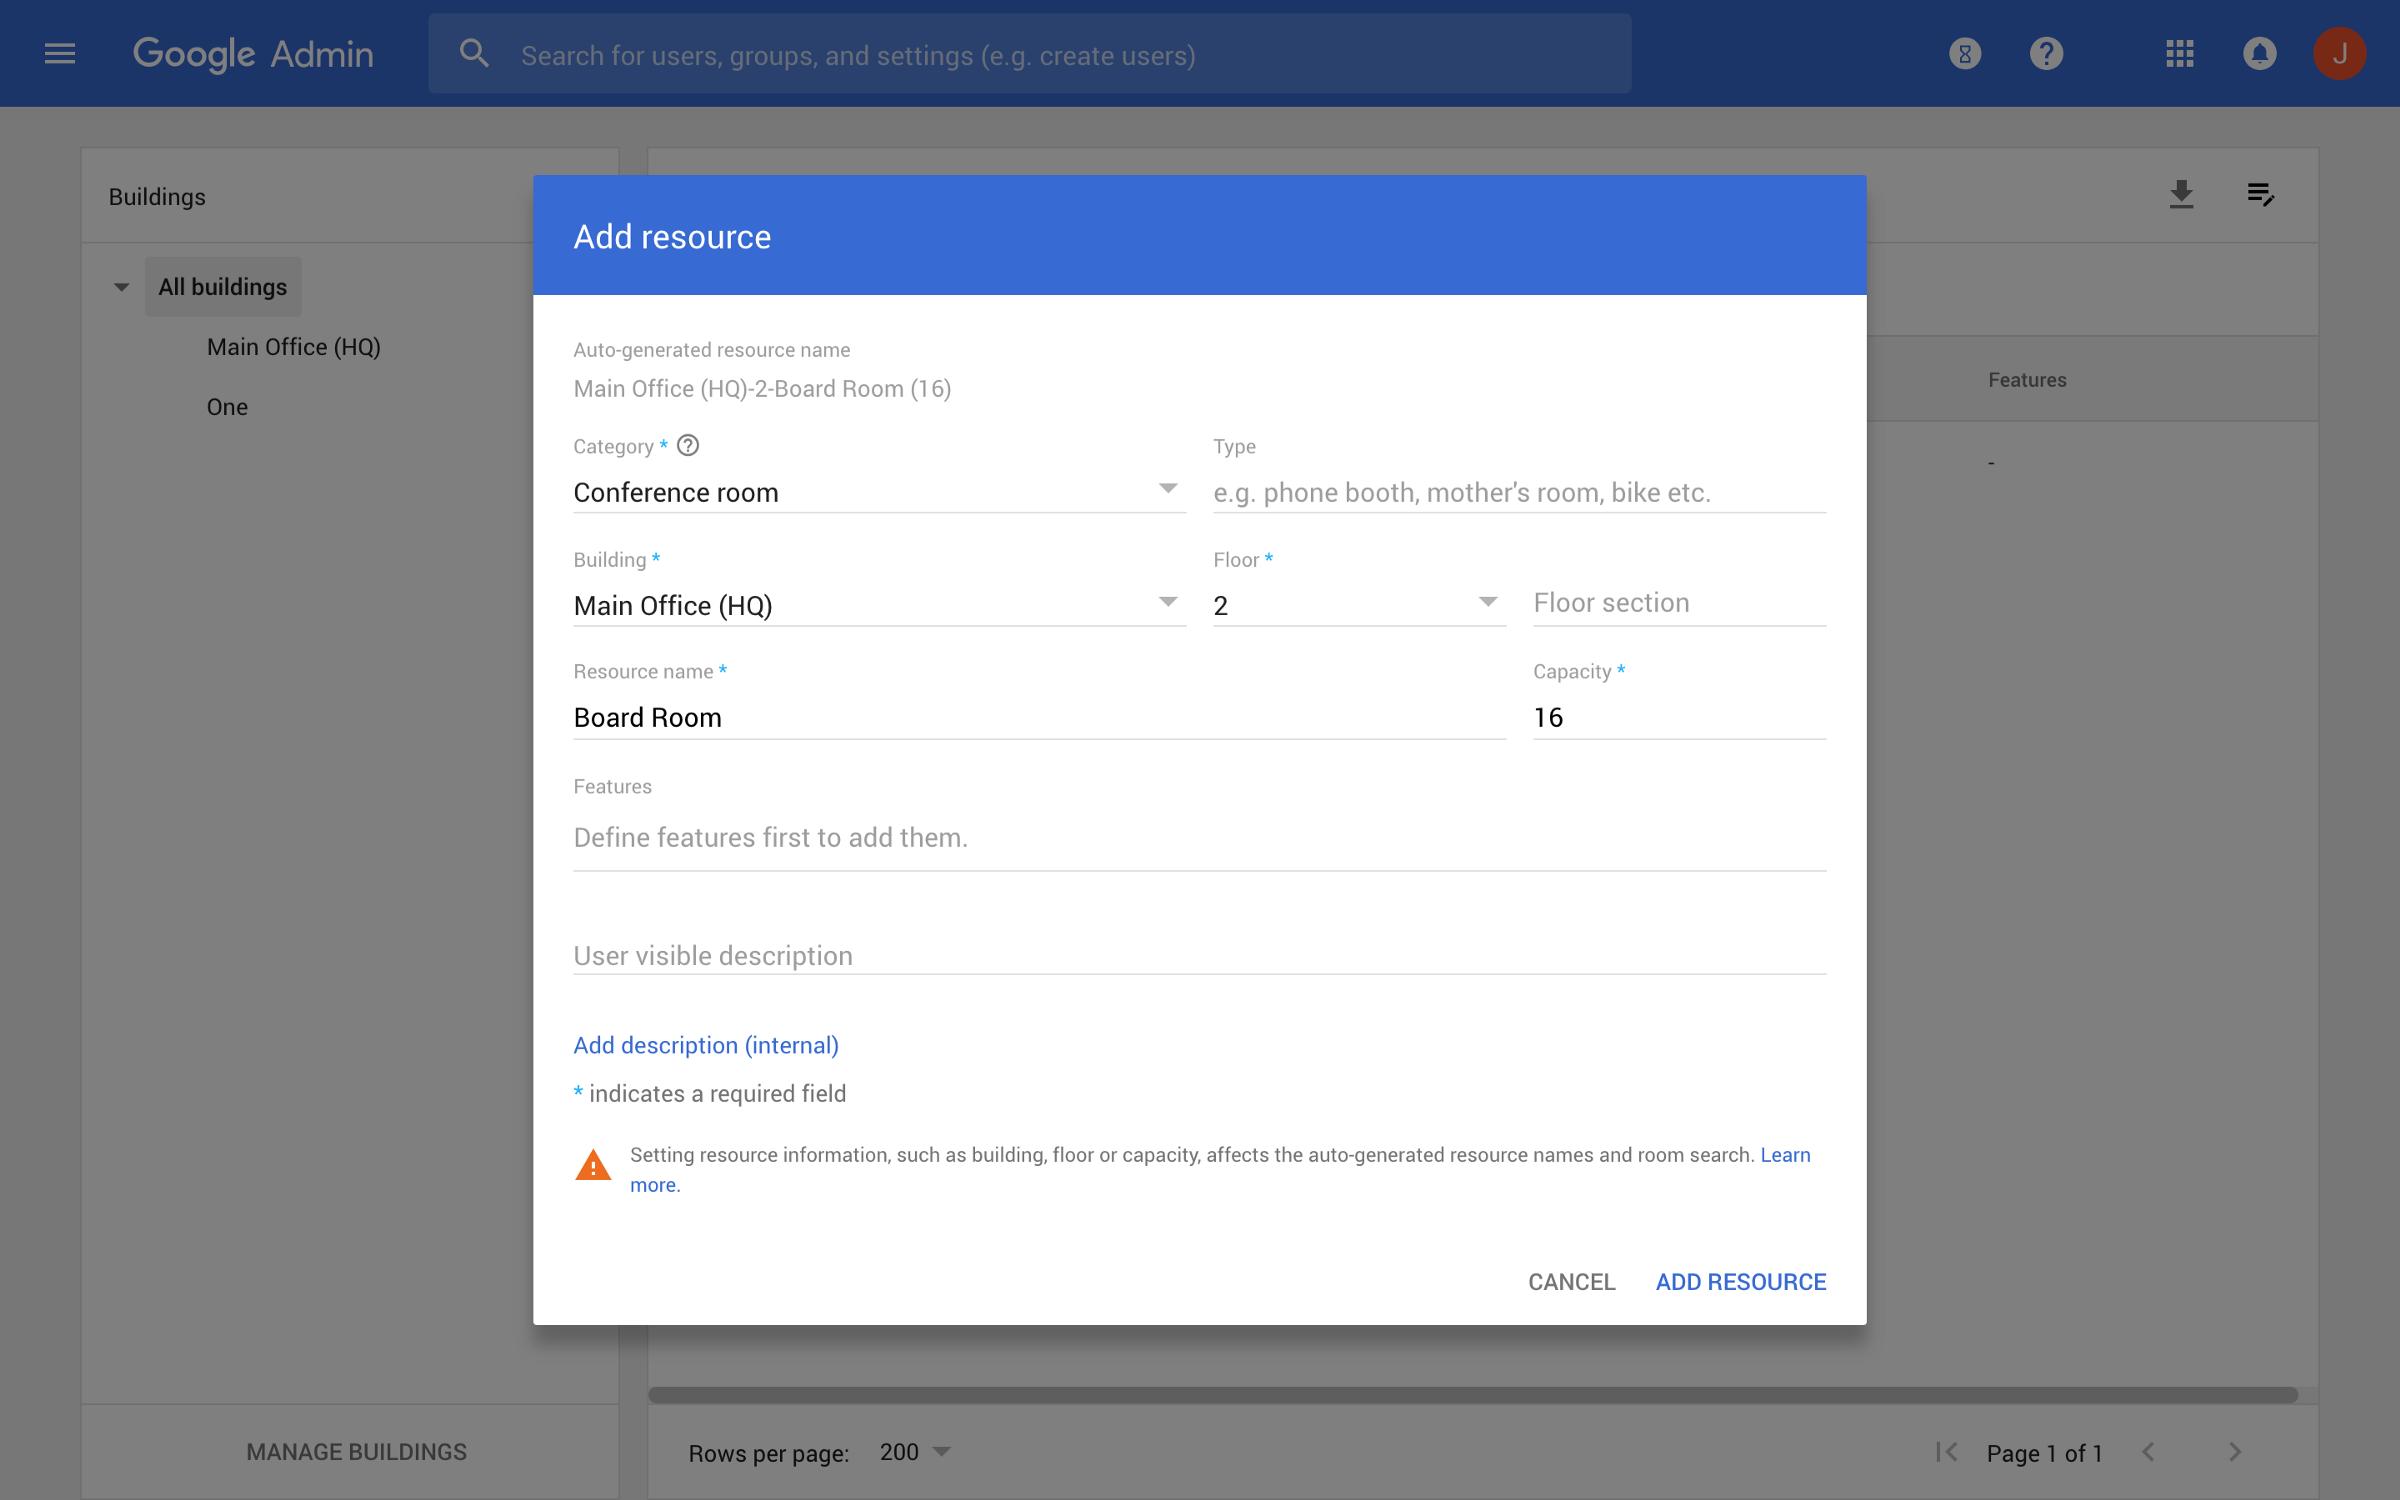 Google Admin
Search for users, groups, and settings (e.g. create users)
J
Buildings
All buildings
Main Office (HQ)
One
MANAGE BUILDINGS
Features
-
Add resource
Auto-generated resource name
Main Office (HQ)-2-Board Room (16)
Category *
Type
Conference room
e.g. phone booth, mother's room, bike etc.
Building *
Floor *
Main Office (HQ)
2
Floor section
Resource name *
Capacity *
Board Room
16
Features
Define features first to add them.
User visible description
Add description (internal)
* indicates a required field
Setting resource information, such as building, floor or capacity, affects the auto-generated resource names and room search. Learn
more.
CANCEL
ADD RESOURCE
Rows per page: 200
Page 1 of 1